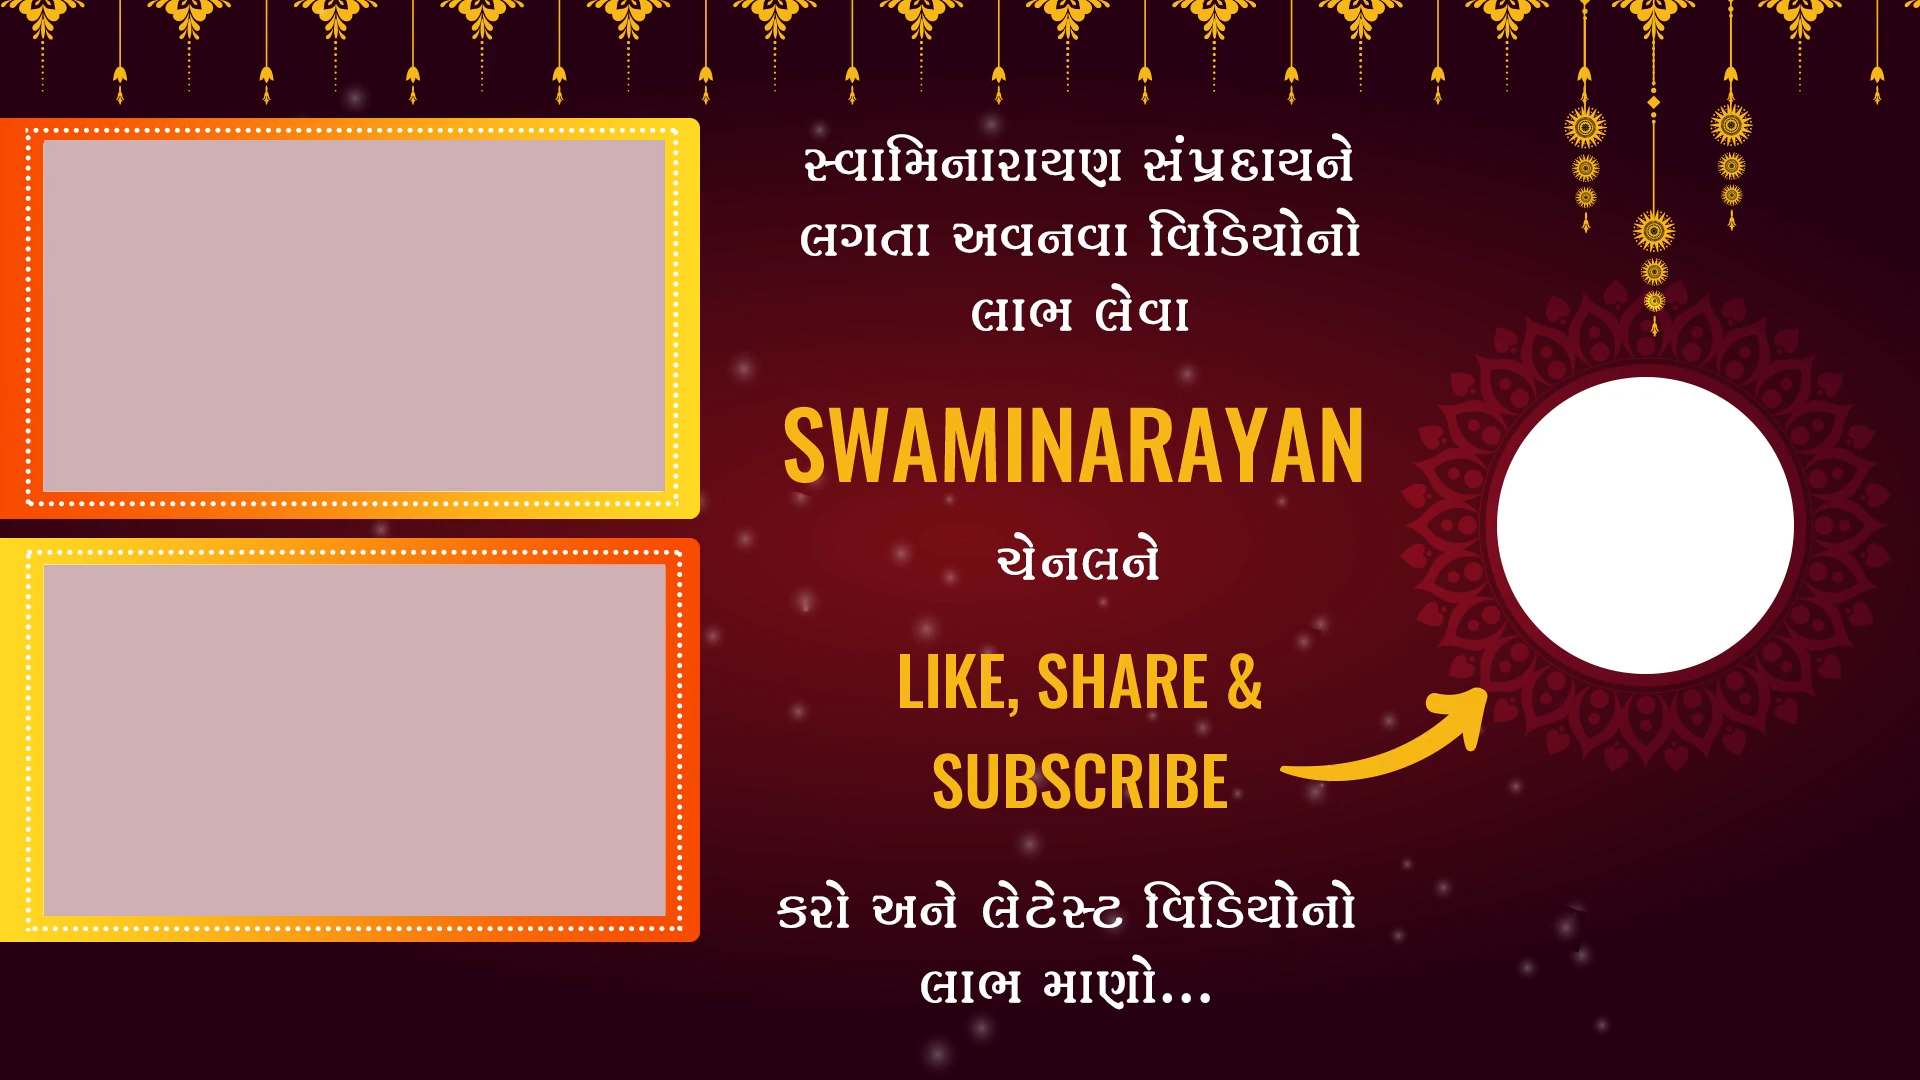 સ્વામિનારાયણ સંપ્રદાયને
લગતા અવનવા વિડિયોનો
લાભ લેવા
SWAMINARAYAN
ચેનલને
LIKE, SHARE &
SUBSCRIBE
કરો અને લેટેસ્ટ વિડિયોનો
લાભ માણો...